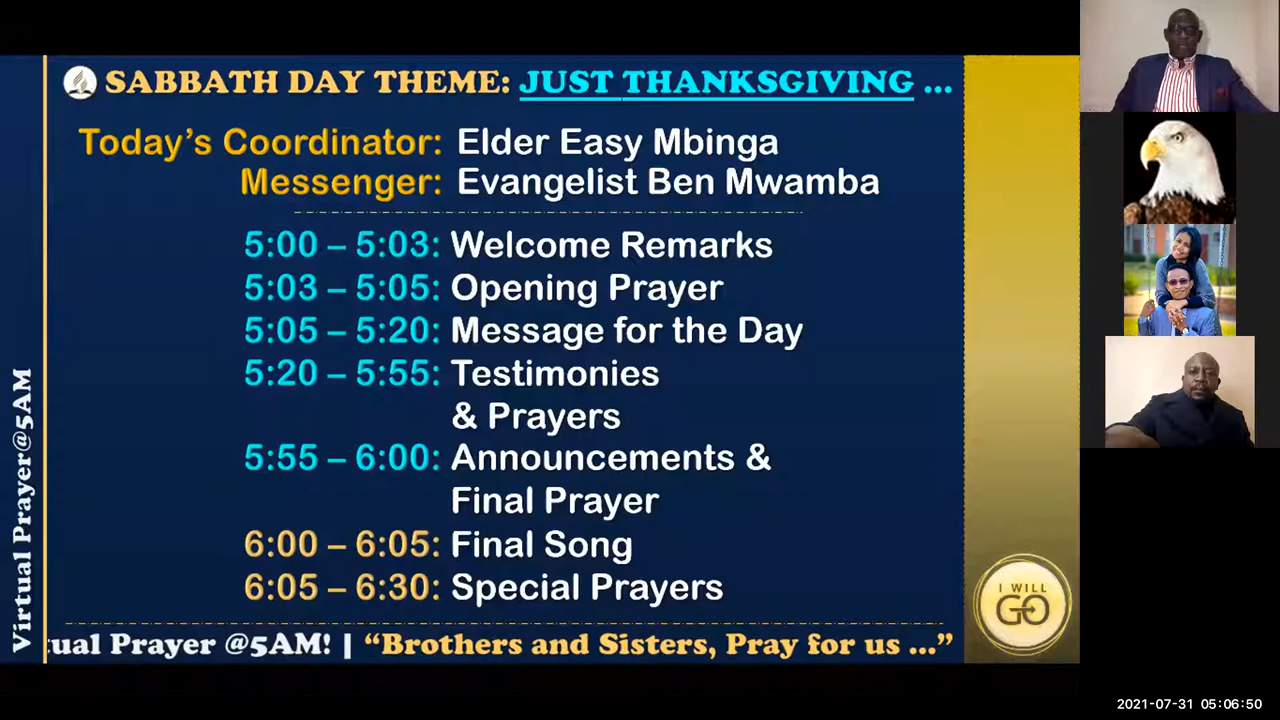 SABBATH DAY THEME: JUST THANKSGIVING ...
Today's Coordinator: Elder Easy Mbinga
Messenger: Evangelist Ben Mwamba
5:00 – 5:03: Welcome Remarks
5:03 – 5:05: Opening Prayer
5:05 – 5:20: Message for the Day
5:20 – 5:55: Testimonies
& Prayers
5:55 – 6:00: Announcements &
Final Prayer
6:00 – 6:05: Final Song
6:05 – 6:30: Special Prayers
tual Prayer @5AM! | “Brothers and Sisters, Pray for us ...”
Virtual Prayer@5AM
I WILL
GO
2021-07-31 05:06:50